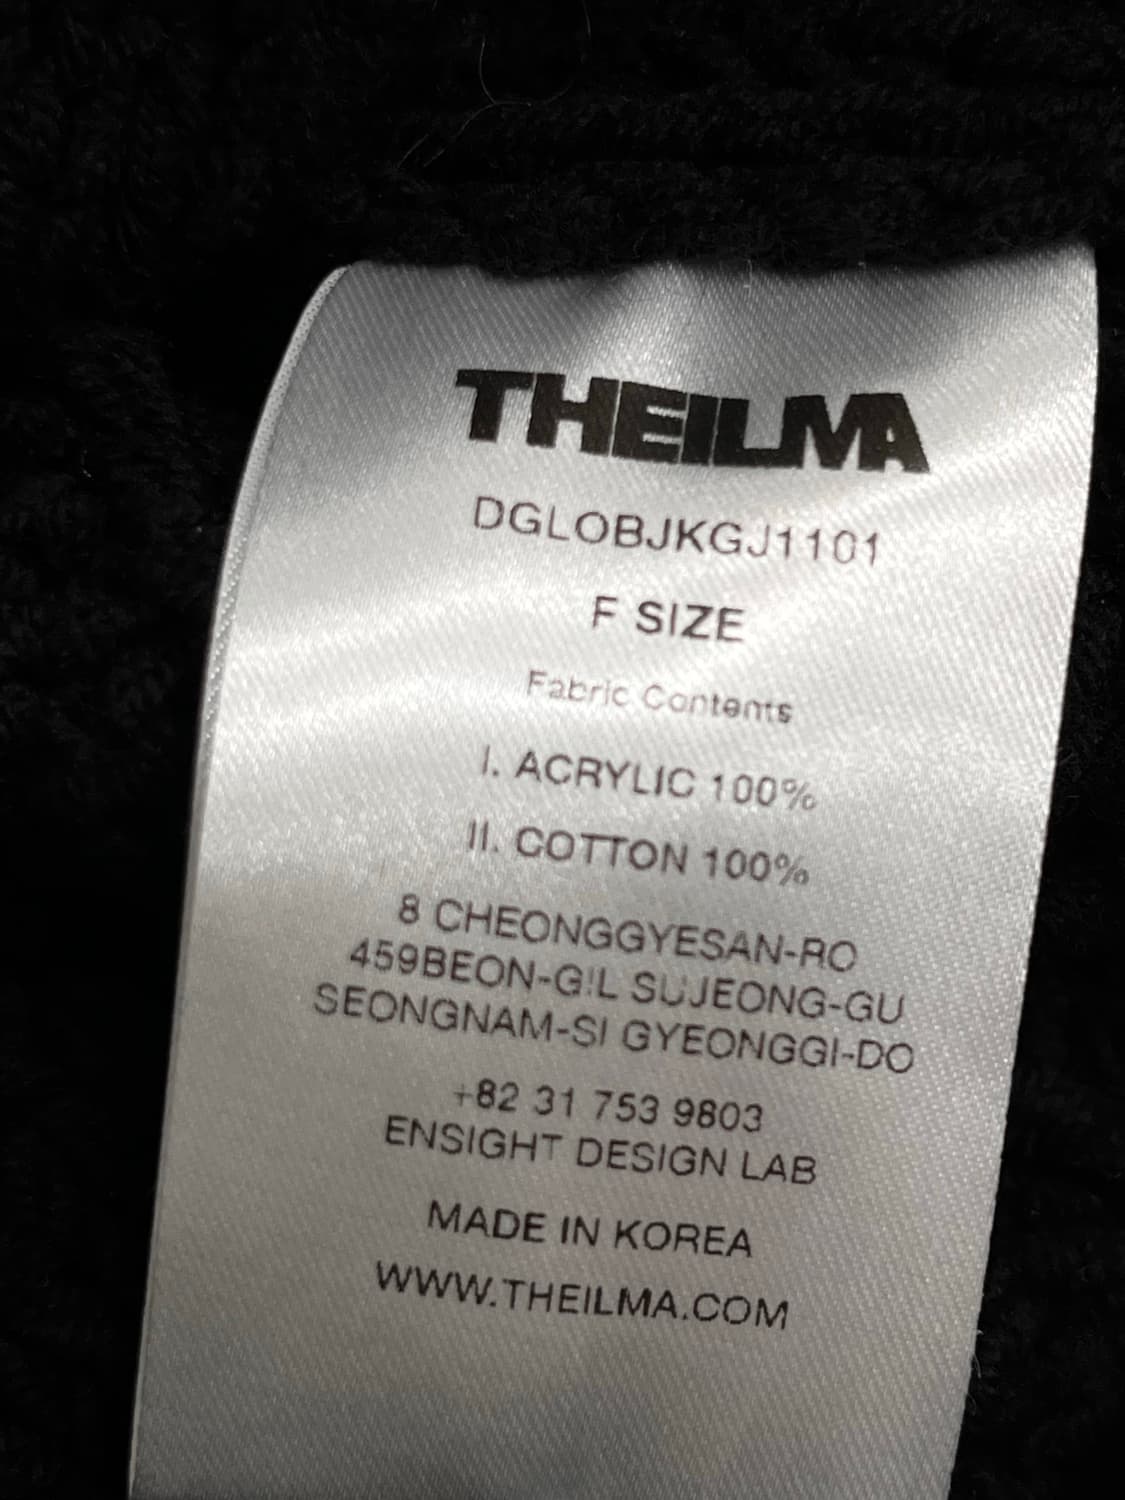 THEILMA
DGLOBJKGJ1101
F SIZE
Fabric Contents
I. ACRYLIC 100%
II. COTTON 100%
8 CHEONGGYESAN-RO
459BEON-GIL SUJEONG-GU
SEONGNAM-SI GYEONGGI-DO
+82 31 753 9803
ENSIGHT DESIGN LAB
MADE IN KOREA
WWW.THEILMA.COM